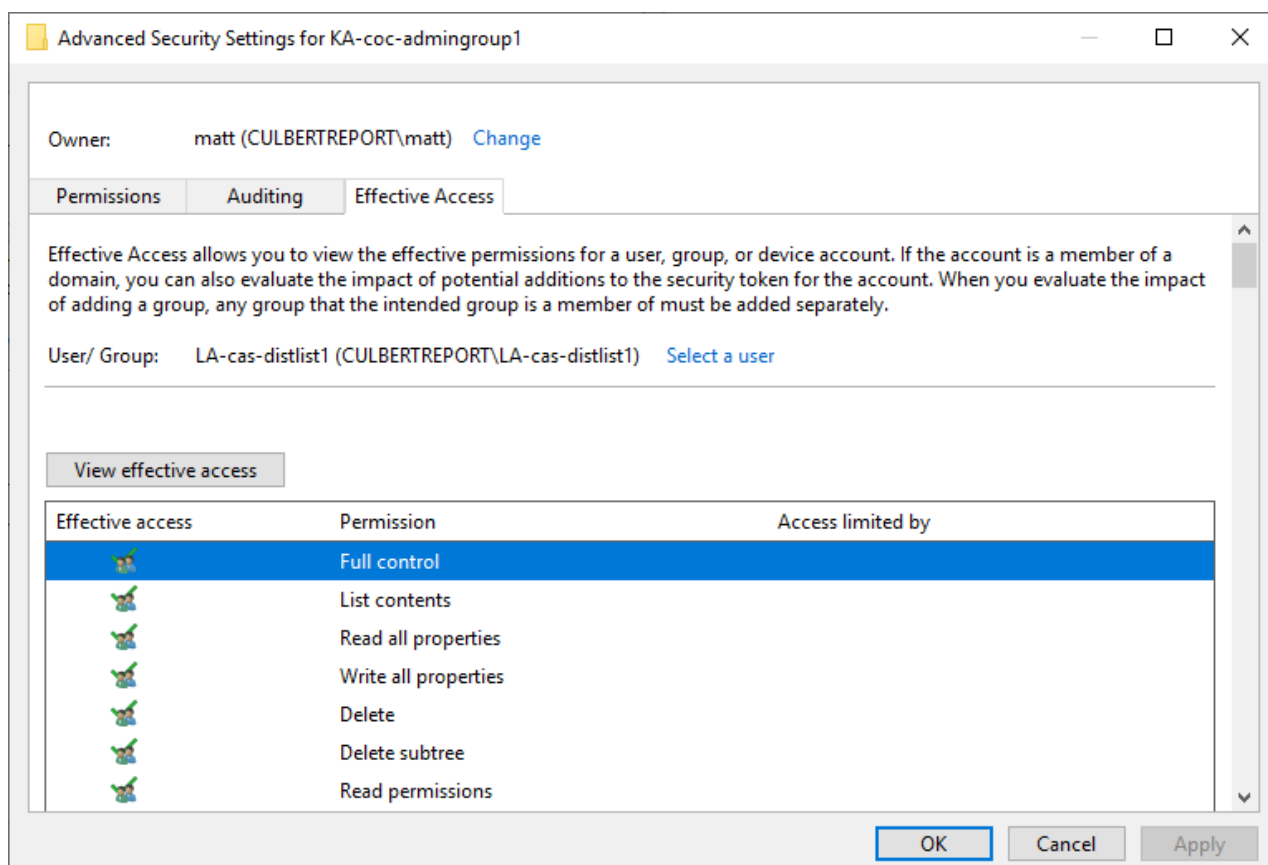 Advanced Security Settings for KA-coc-admingroup1
Owner: matt (CULBERTREPORT\matt) Change
Permissions Auditing Effective Access
Effective Access allows you to view the effective permissions for a user, group, or device account. If the account is a member of a
domain, you can also evaluate the impact of potential additions to the security token for the account. When you evaluate the impact
of adding a group, any group that the intended group is a member of must be added separately.
User/ Group: LA-cas-distlist1 (CULBERTREPORT\LA-cas-distlist1) Select a user
View effective access
Effective access Permission Access limited by
Full control
List contents
Read all properties
Write all properties
Delete
Delete subtree
Read permissions
OK Cancel Apply